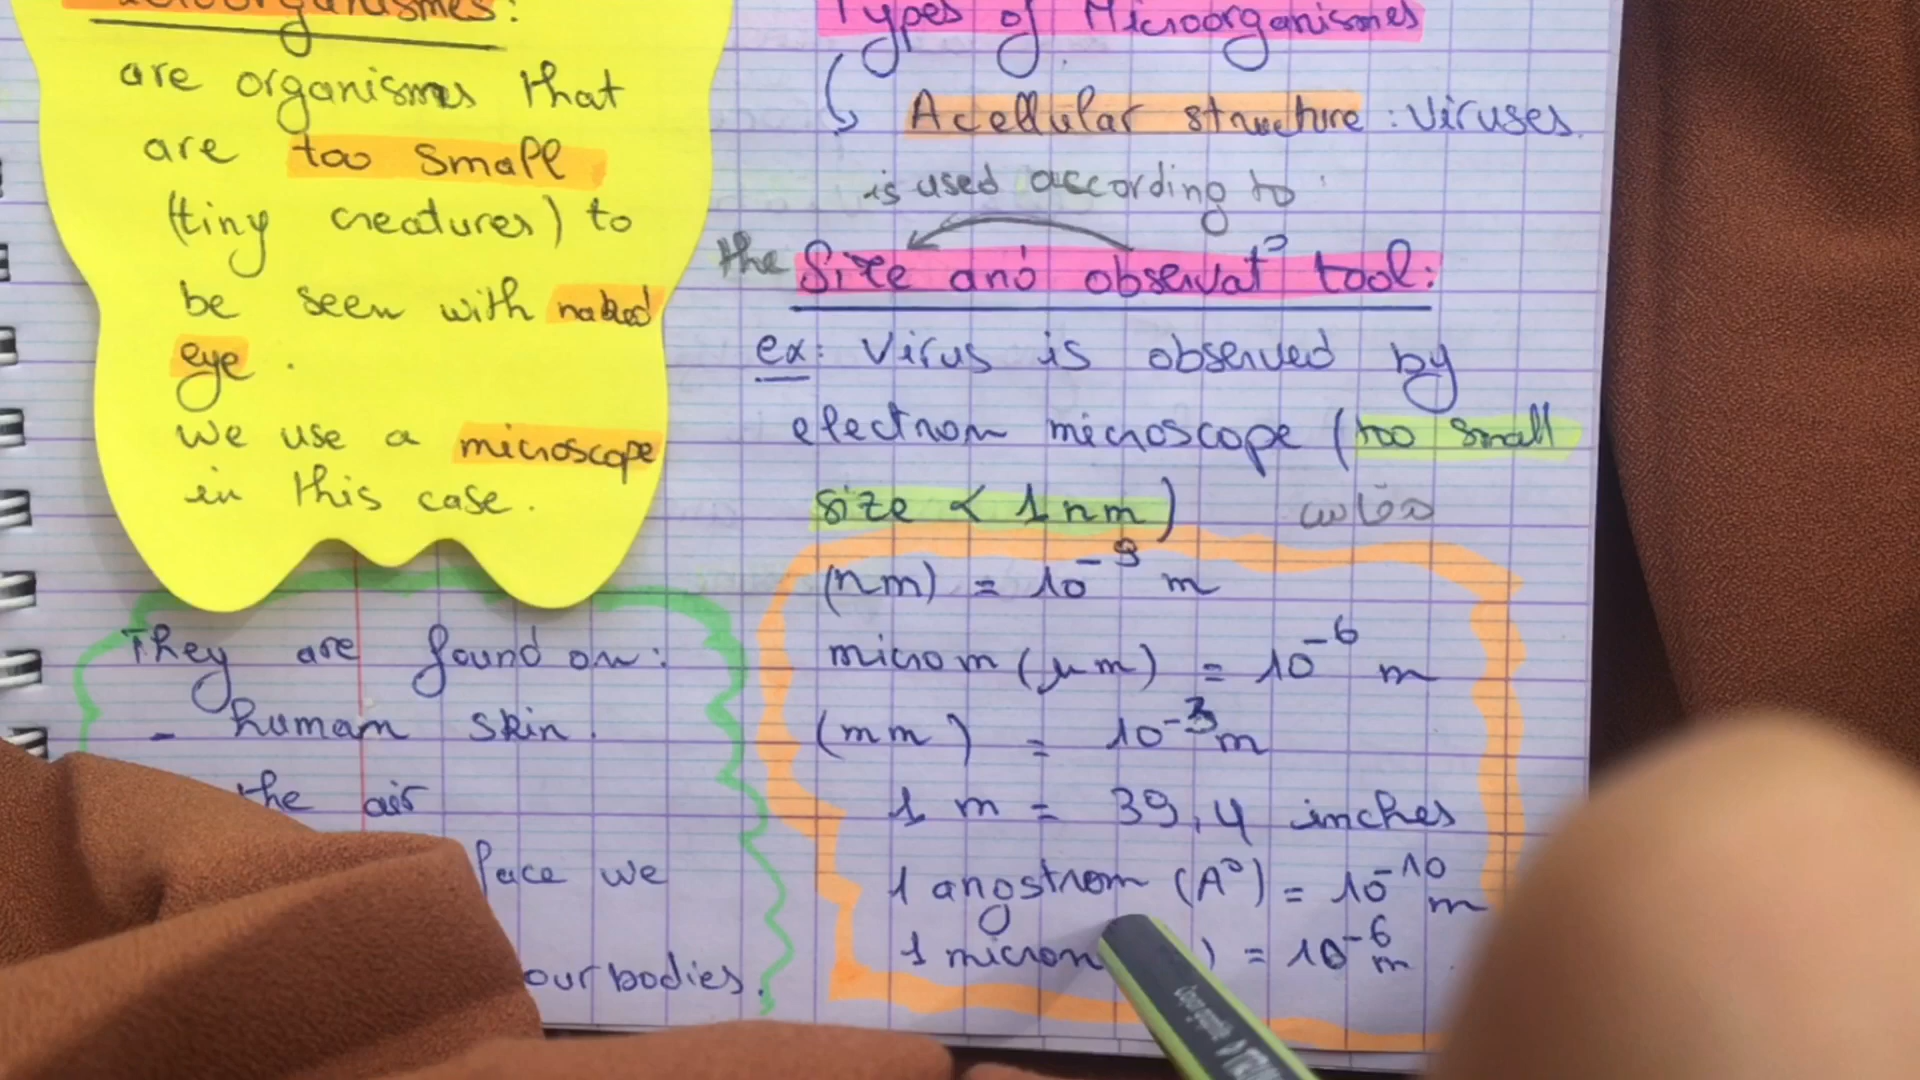 are organisms that
are too small
(tiny creatures) to
be seen with naked
eye.
we use a microscope
in this case.
They are found on:
- human skin.
the air
face we
our bodies.
Types of Microorganismes
Acellular structure : Viruses.
is used according to
the Size and observat° tool:
ex: Virus is observed by
electron microscope (too small
size < 1 nm) مقاس
(nm) = 10⁻⁹ m
microm (μm) = 10⁻⁶ m
(mm) = 10⁻³ m
1 m = 39,4 inches
1 angstrom (A°) = 10⁻¹⁰ m
1 micron ) = 10⁻⁶ m